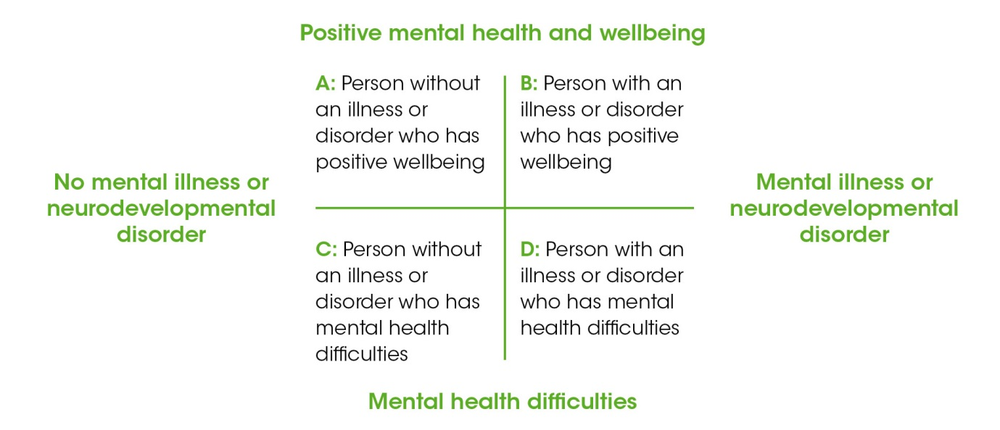 Positive mental health and wellbeing
A: Person without
an illness or
disorder who has
positive wellbeing
B: Person with an
illness or disorder
who has positive
wellbeing
No mental illness or
neurodevelopmental
disorder
Mental illness or
neurodevelopmental
disorder
C: Person without
an illness or
disorder who has
mental health
difficulties
D: Person with an
illness or disorder
who has mental
health difficulties
Mental health difficulties